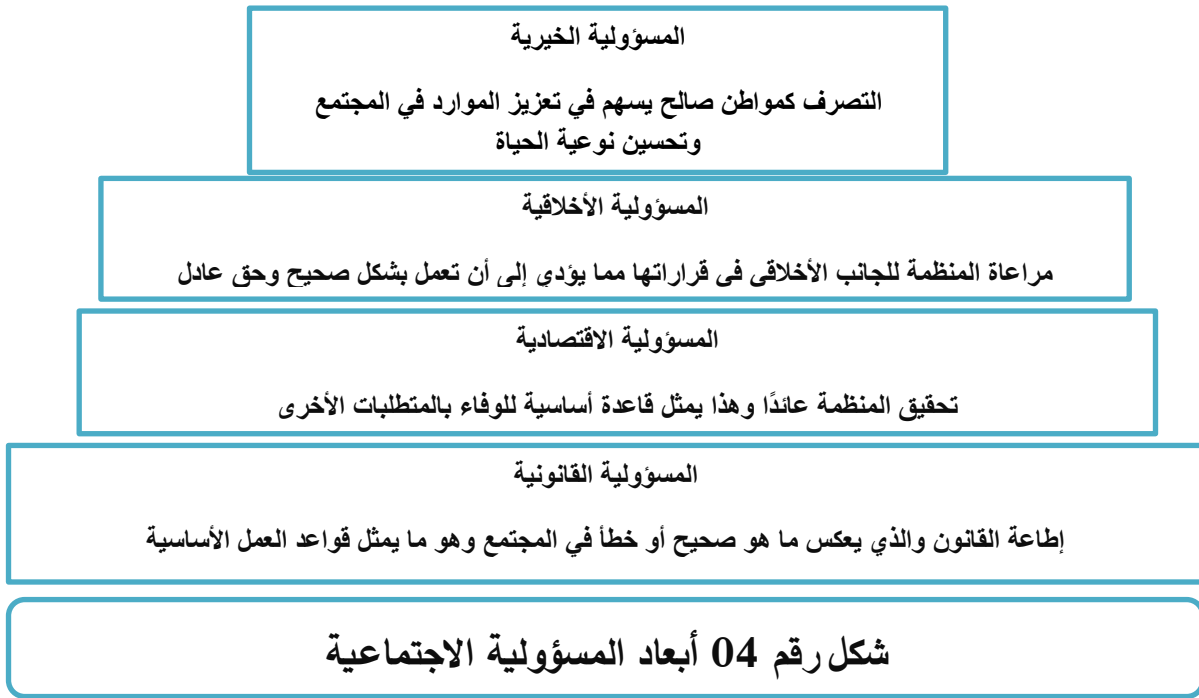 المسؤولية الخيرية
التصرف كمواطن صالح يسهم في تعزيز الموارد في المجتمع
وتحسين نوعية الحياة
المسؤولية الأخلاقية
مراعاة المنظمة للجانب الأخلاقي في قراراتها مما يؤدي إلى أن تعمل بشكل صحيح وحق عادل
المسؤولية الاقتصادية
تحقيق المنظمة عائدًا وهذا يمثل قاعدة أساسية للوفاء بالمتطلبات الأخرى
المسؤولية القانونية
إطاعة القانون والذي يعكس ما هو صحيح أو خطأ في المجتمع وهو ما يمثل قواعد العمل الأساسية
شكل رقم 04 أبعاد المسؤولية الاجتماعية